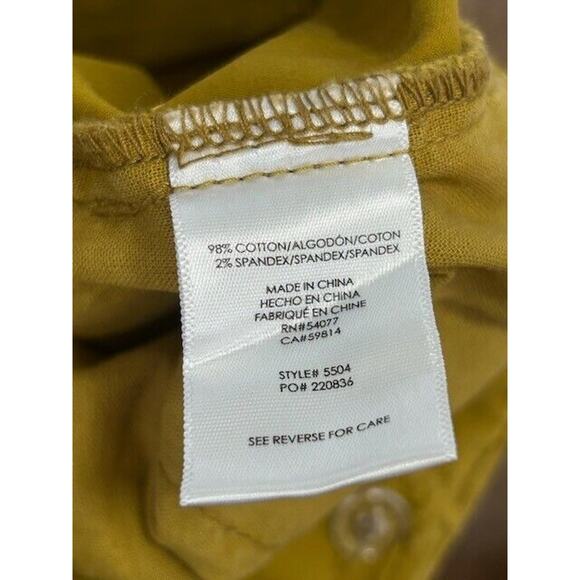 98% COTTON/ALGODÓN/COTON
2% SPANDEX/SPANDEX/SPANDEX
MADE IN CHINA
HECHO EN CHINA
FABRIQUÉ EN CHINE
RN#54077
CA#59814
STYLE# 5504
PO# 220836
SEE REVERSE FOR CARE